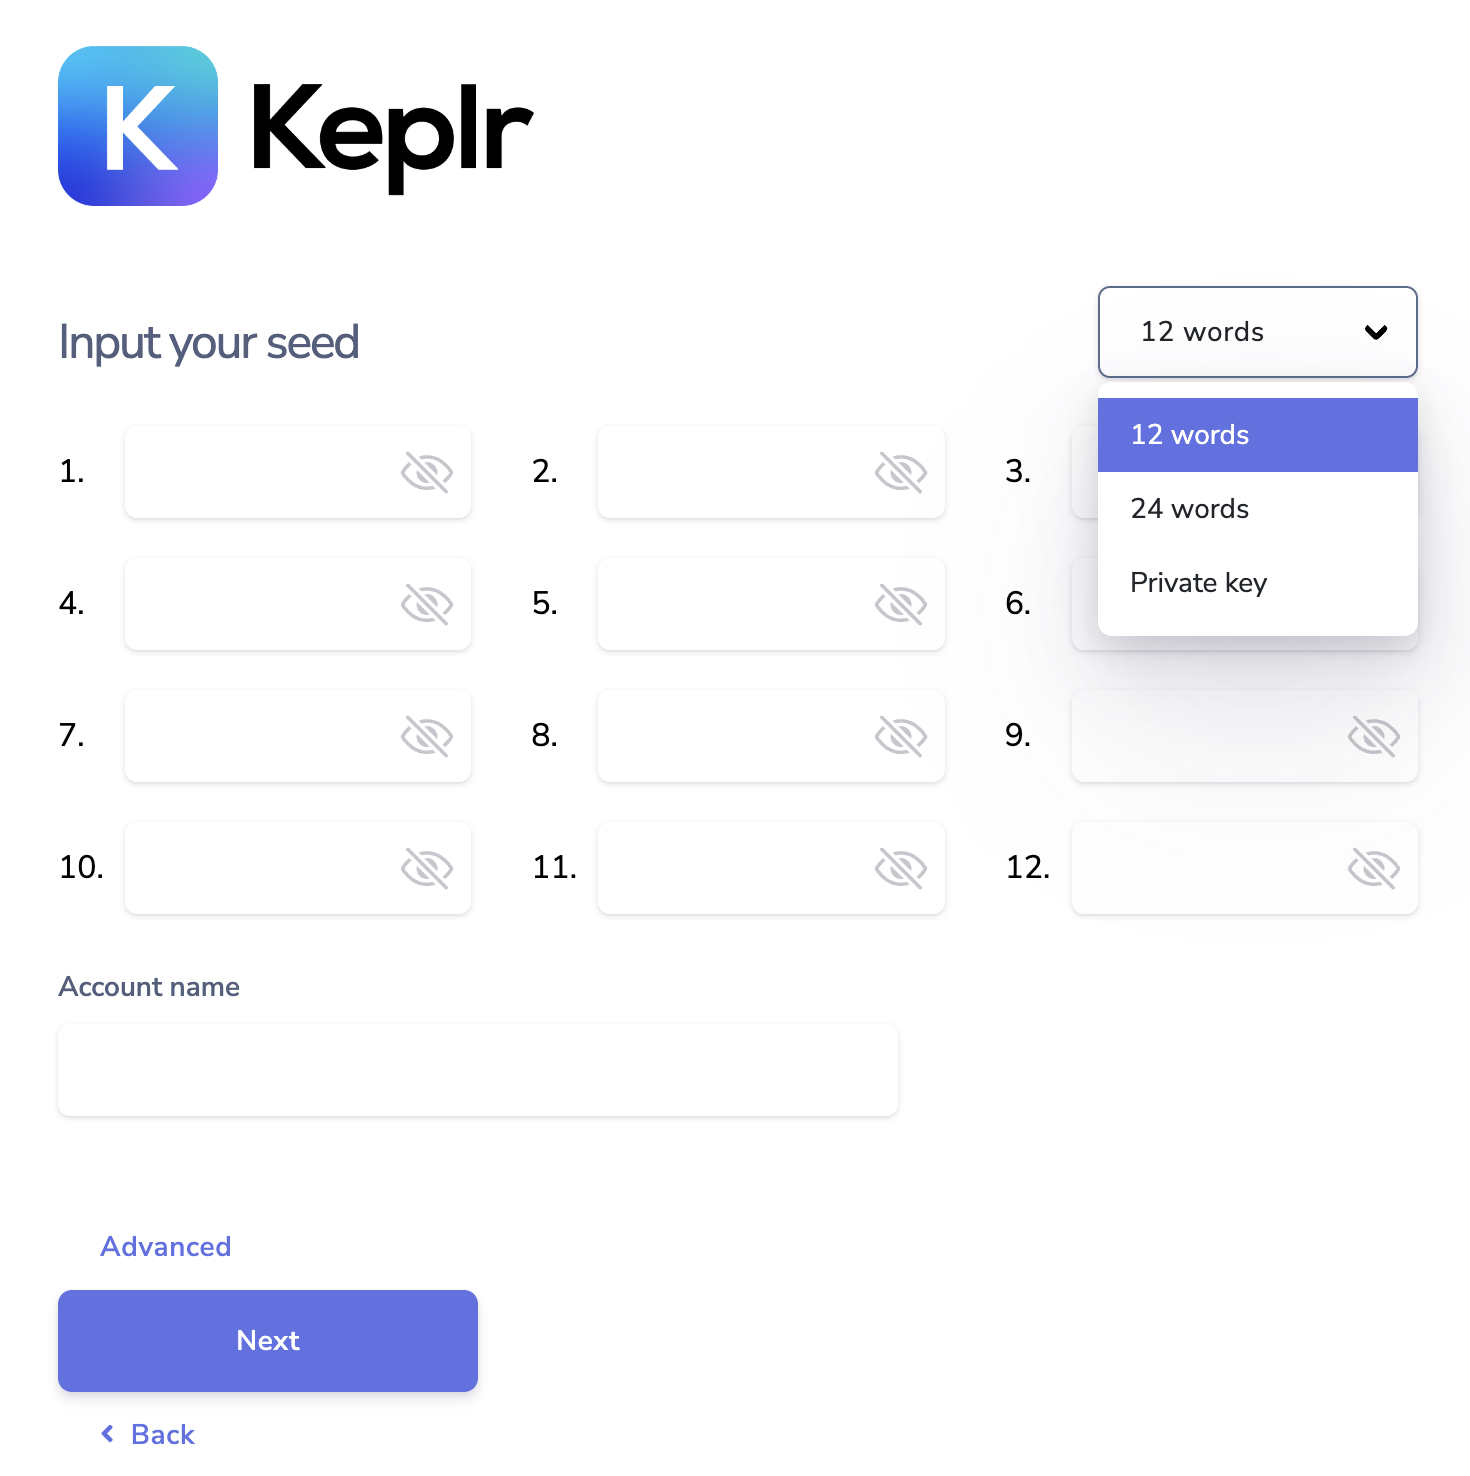 K Keplr
Input your seed
12 words
12 words
24 words
Private key
1.
2.
3.
4.
5.
6.
7.
8.
9.
10.
11.
12.
Account name
Advanced
Next
Back